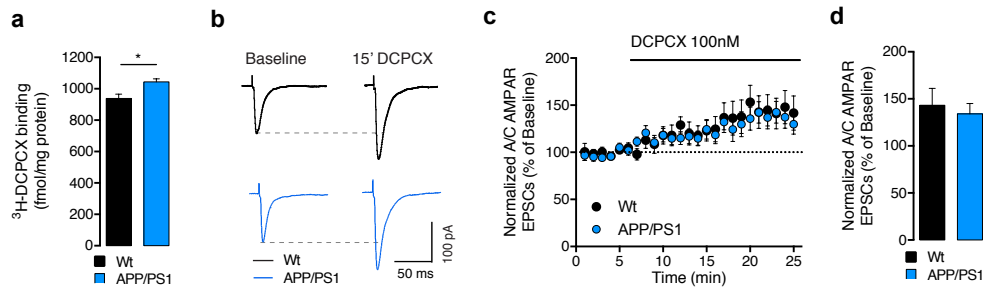 a
³H-DCPCX binding
(fmol/mg protein)
1200
1000
800
600
400
200
0
*
Wt
APP/PS1
b
Baseline
15' DCPCX
Wt
APP/PS1
100 pA
50 ms
c
DCPCX 100nM
Normalized A/C AMPAR
EPSCs (% of Baseline)
200
150
100
50
0
Wt
APP/PS1
0
5
10
15
20
25
Time (min)
d
Normalized A/C AMPAR
EPSCs (% of Baseline)
200
150
100
50
0
Wt
APP/PS1